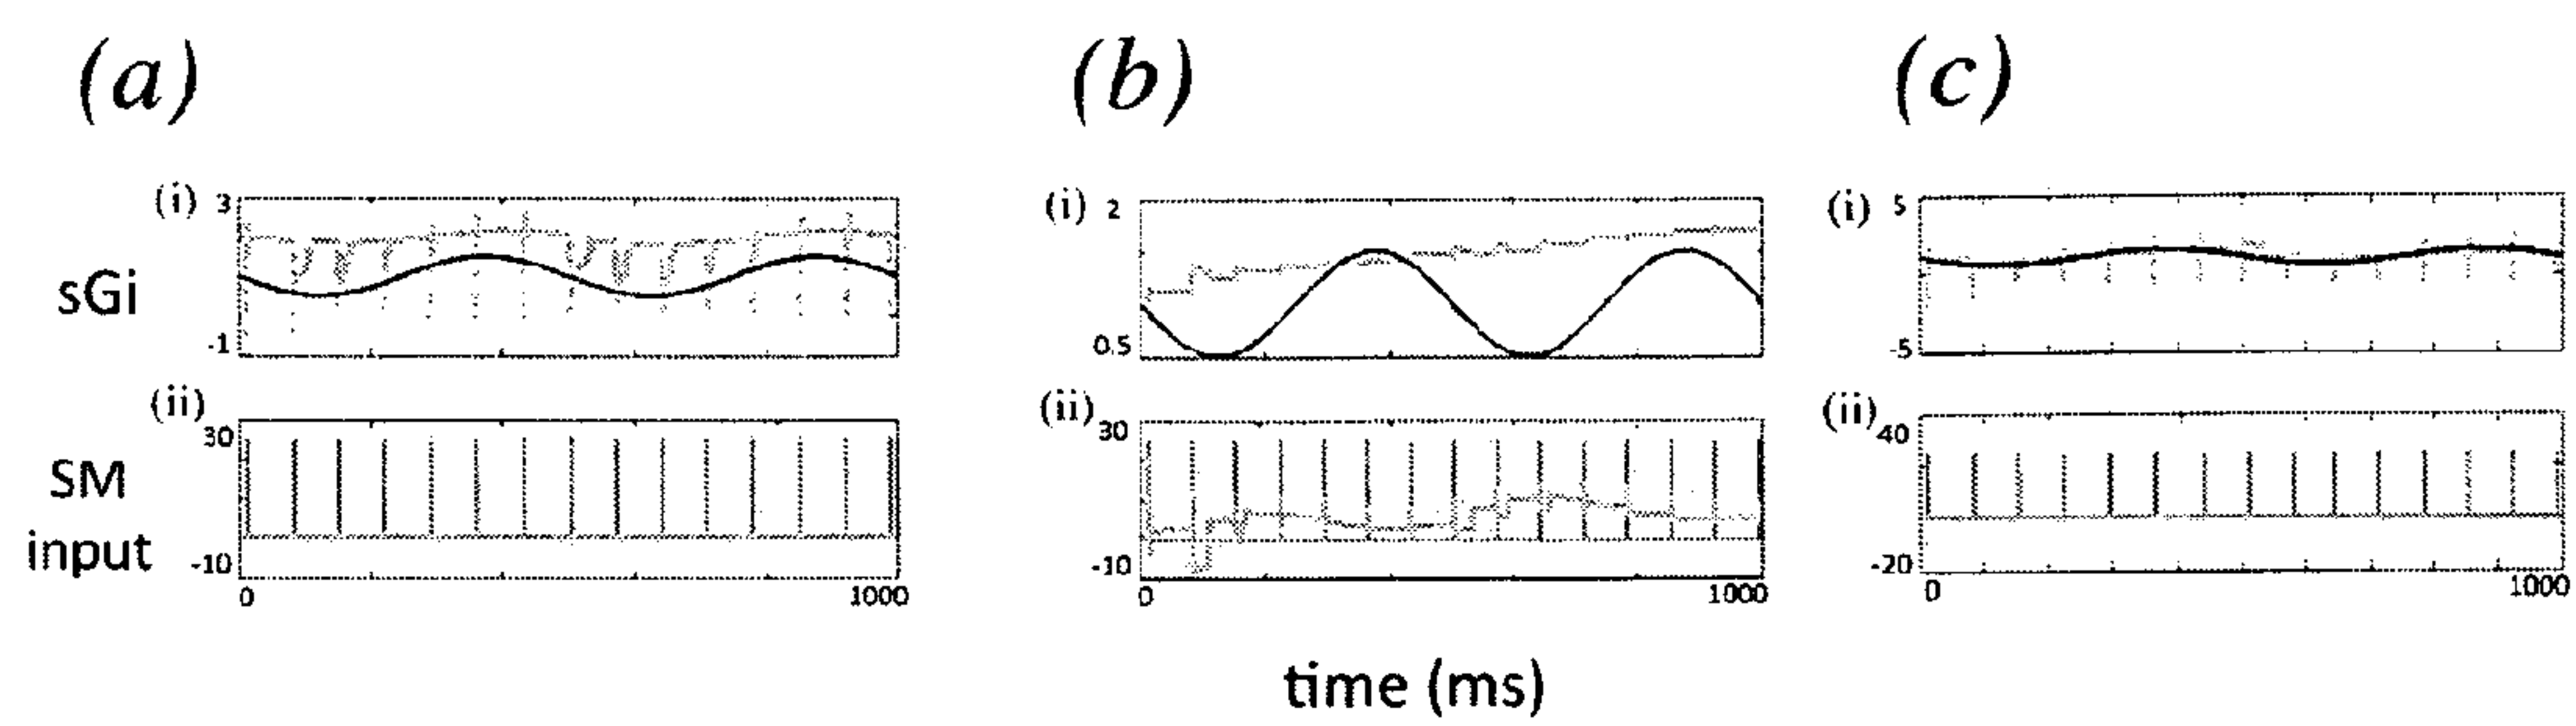 (a) (b) (c)
(i) 3 (i) 2 (i) 5
sGi
-1 0.5 -5
(ii) (ii) (ii)
30 30 40
SM
input
-10 -10 -20
0 1000 0 1000 0 1000
time (ms)